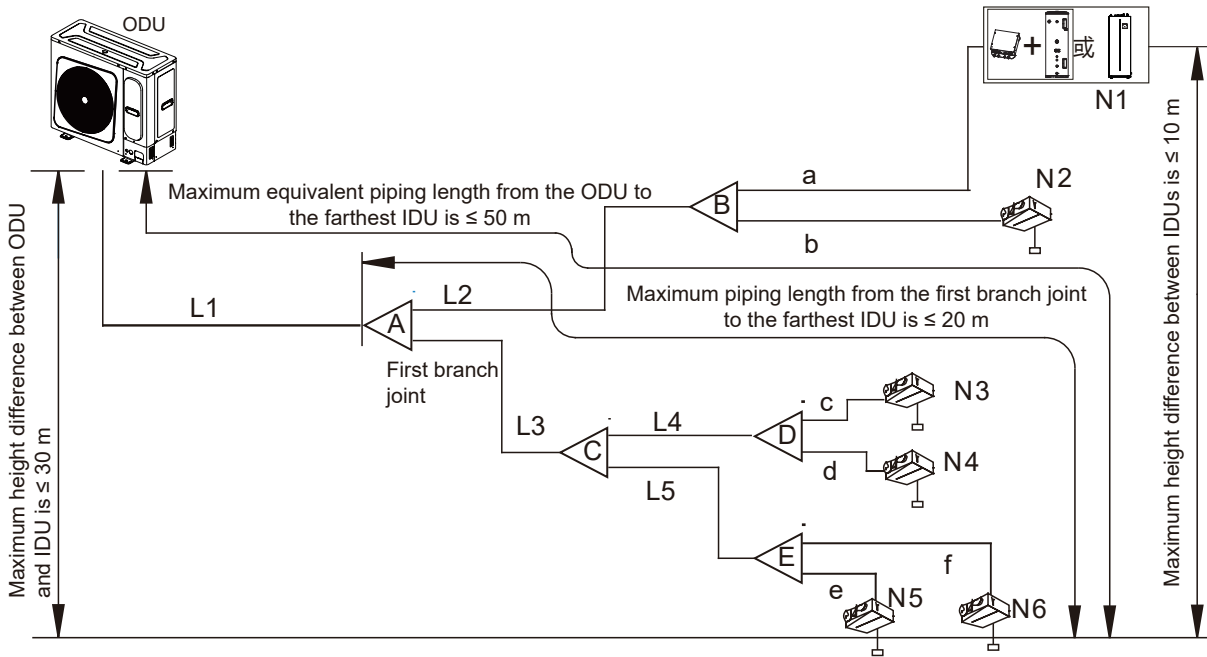 ODU
+
或
N1
Maximum equivalent piping length from the ODU to
the farthest IDU is ≤ 50 m
a
N2
B
b
L1
L2
Maximum piping length from the first branch joint
to the farthest IDU is ≤ 20 m
A
First branch
joint
c
N3
L3
L4
D
C
d
N4
L5
E
f
e
N5
N6
Maximum height difference between ODU
and IDU is ≤ 30 m
Maximum height difference between IDUs is ≤ 10 m